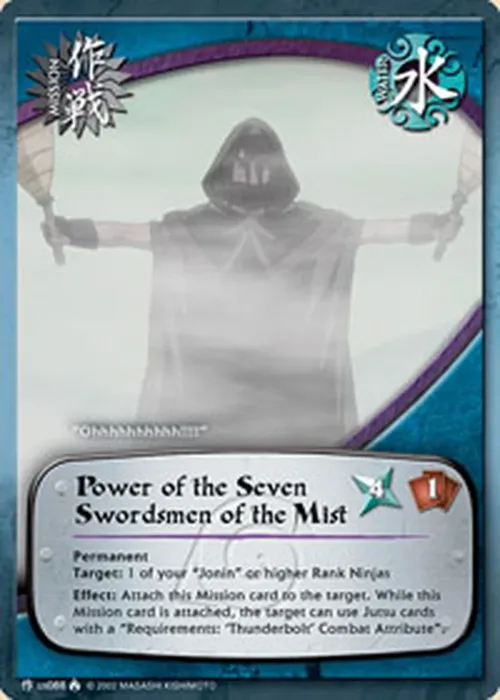 MISSION
作戦
WATER
水
"Ohhhhhhhhhh!!!!"
Power of the Seven
Swordsmen of the Mist
4
1
Permanent
Target: 1 of your "Jonin" or higher Rank Ninjas
Effect: Attach this Mission card to the target. While this
Mission card is attached, the target can use Jutsu cards
with a "Requirements: 'Thunderbolt' Combat Attribute".
© 2002 MASASHI KISHIMOTO